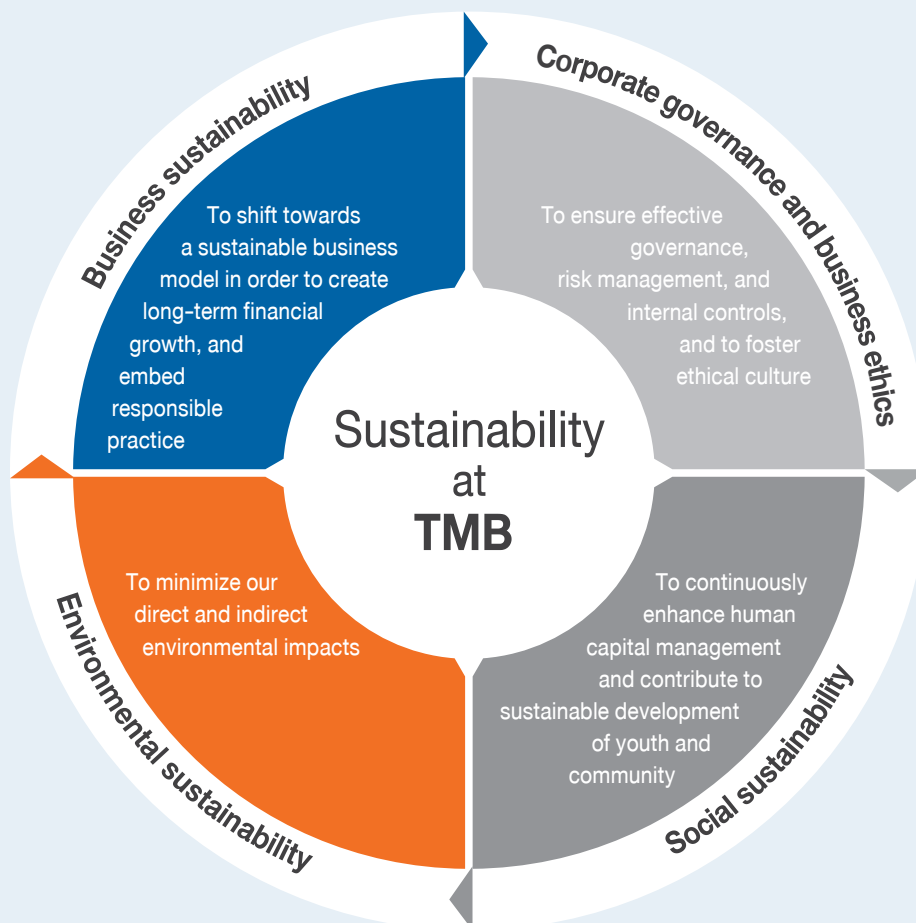 Business sustainability
To shift towards
a sustainable business
model in order to create
long-term financial
growth, and
embed
responsible
practice
Corporate governance and business ethics
To ensure effective
governance,
risk management, and
internal controls,
and to foster
ethical culture
Sustainability
at
TMB
Environmental sustainability
To minimize our
direct and indirect
environmental impacts
Social sustainability
To continuously
enhance human
capital management
and contribute to
sustainable development
of youth and
community